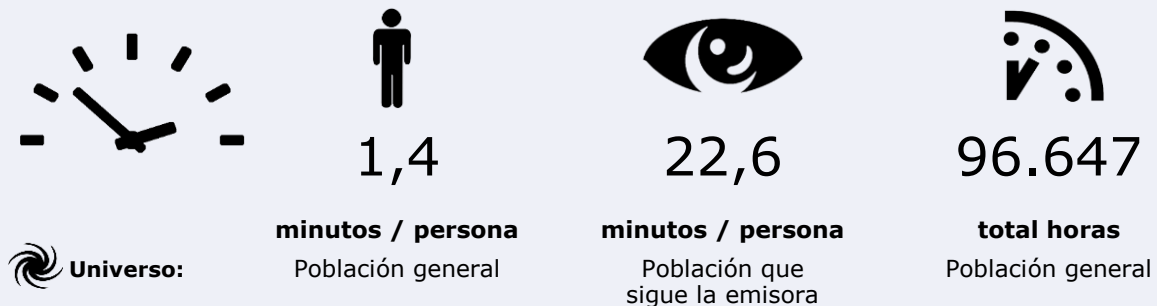 1,4
22,6
96.647
minutos / persona
minutos / persona
total horas
Universo:
Población general
Población que
sigue la emisora
Población general